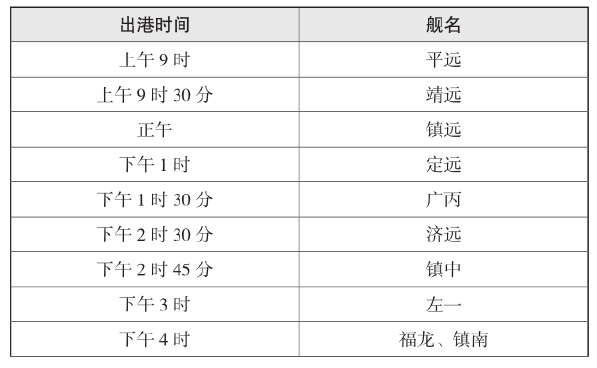 出港时间 舰名
上午 9 时 平远
上午 9 时 30 分 靖远
正午 镇远
下午 1 时 定远
下午 1 时 30 分 广丙
下午 2 时 30 分 济远
下午 2 时 45 分 镇中
下午 3 时 左一
下午 4 时 福龙、镇南